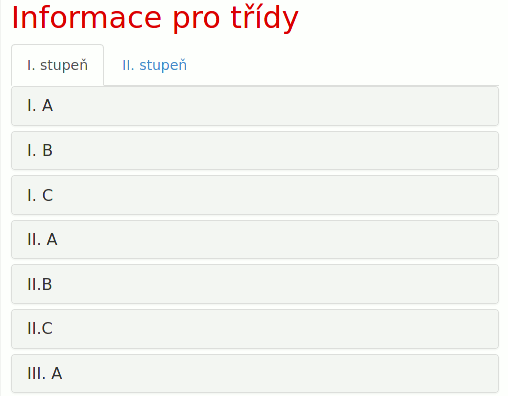 Informace pro třídy
I. stupeň II. stupeň
I. A
I. B
I. C
II. A
II.B
II.C
III. A